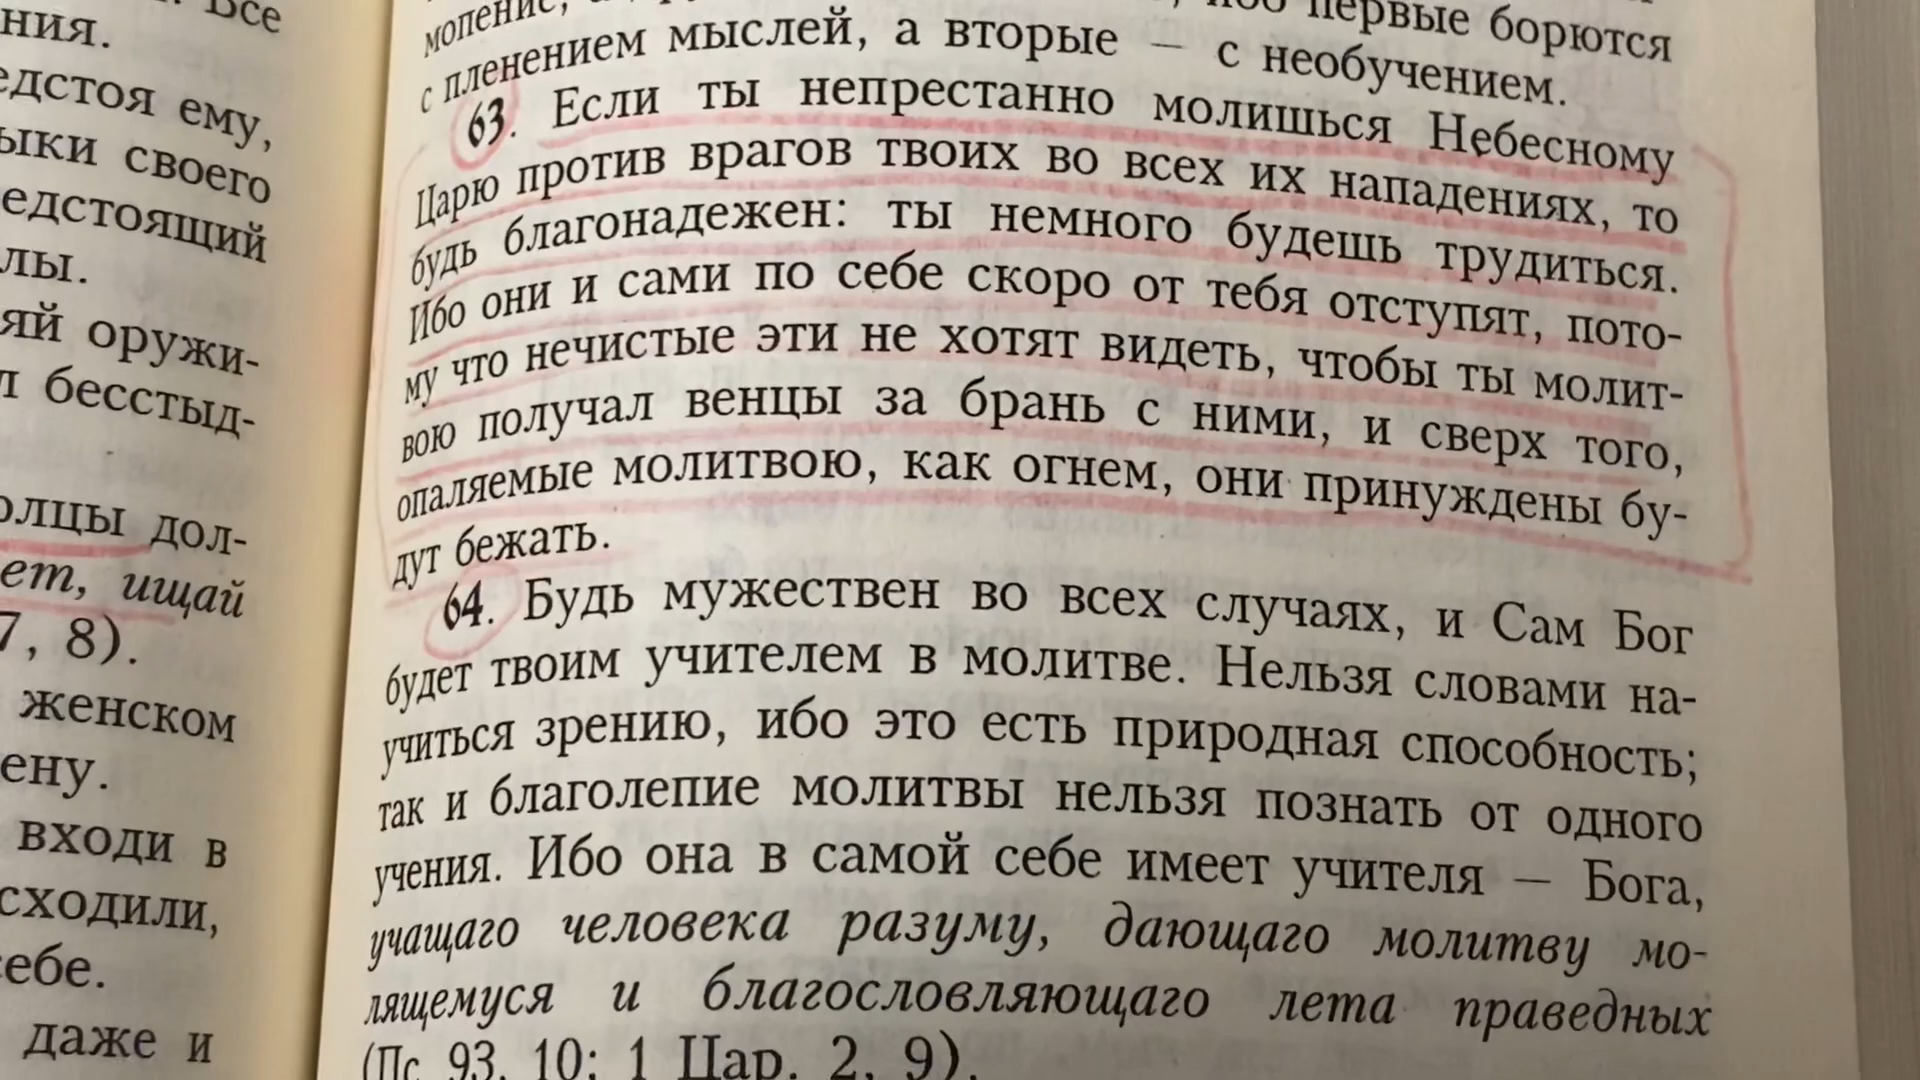 Все
ния.
едстоя ему,
ыки своего
едстоящий
лы.
яй оружи-
л бесстыд-
олцы дол-
ет, ищай
7, 8).
женском
ену.
входи в
сходили,
себе.
даже и
первые борются
с пленением мыслей, а вторые — с необучением.
63. Если ты непрестанно молишься Небесному
Царю против врагов твоих во всех их нападениях, то
будь благонадежен: ты немного будешь трудиться.
Ибо они и сами по себе скоро от тебя отступят, пото-
му что нечистые эти не хотят видеть, чтобы ты молит-
вою получал венцы за брань с ними, и сверх того,
опаляемые молитвою, как огнем, они принуждены бу-
дут бежать.
64. Будь мужествен во всех случаях, и Сам Бог
будет твоим учителем в молитве. Нельзя словами на-
учиться зрению, ибо это есть природная способность;
так и благолепие молитвы нельзя познать от одного
учения. Ибо она в самой себе имеет учителя — Бога,
учащаго человека разуму, дающаго молитву мо-
лящемуся и благословляющаго лета праведных
(Пс. 93, 10; 1 Цар. 2, 9).